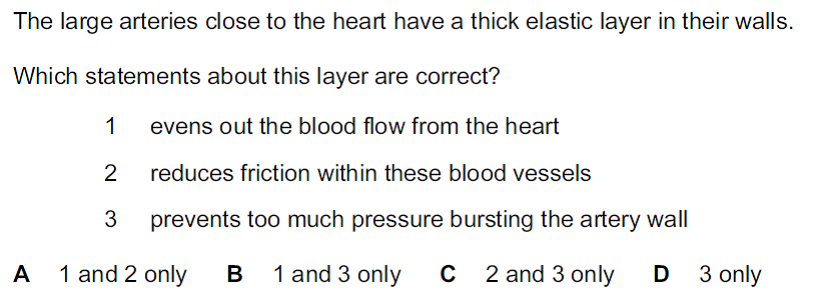 The large arteries close to the heart have a thick elastic layer in their walls.
Which statements about this layer are correct?
1 evens out the blood flow from the heart
2 reduces friction within these blood vessels
3 prevents too much pressure bursting the artery wall
A 1 and 2 only B 1 and 3 only C 2 and 3 only D 3 only